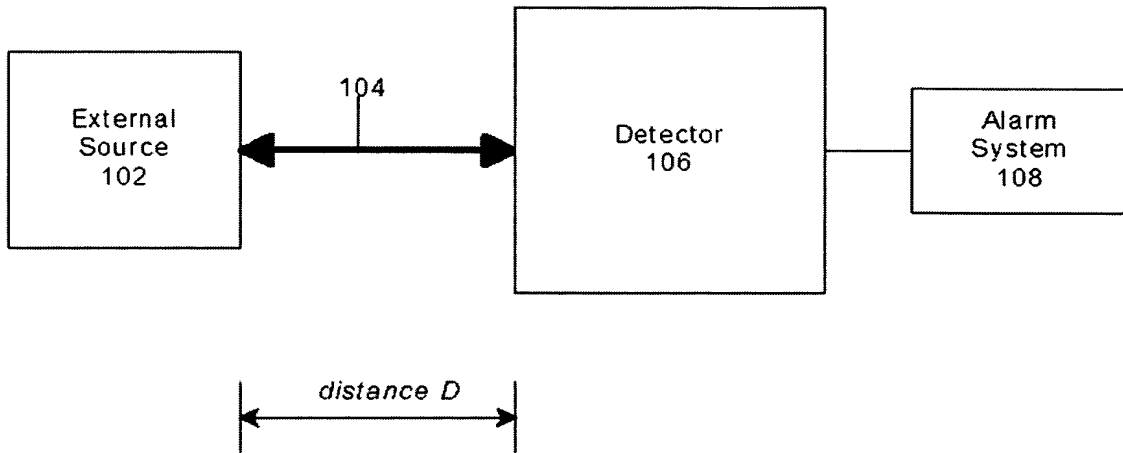 External
Source
102
104
Detector
106
Alarm
System
108
distance D